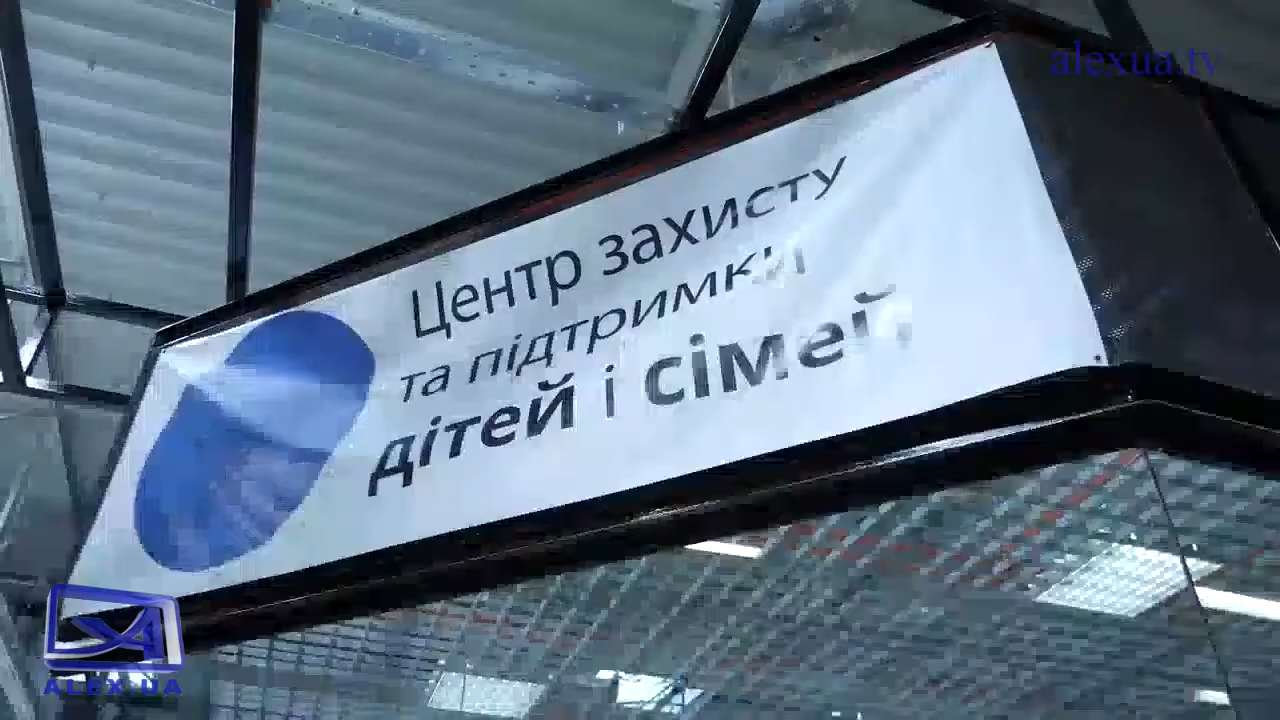 alexua.tv
Центр захисту
та підтримки
дітей і сімей
ALEX.UA